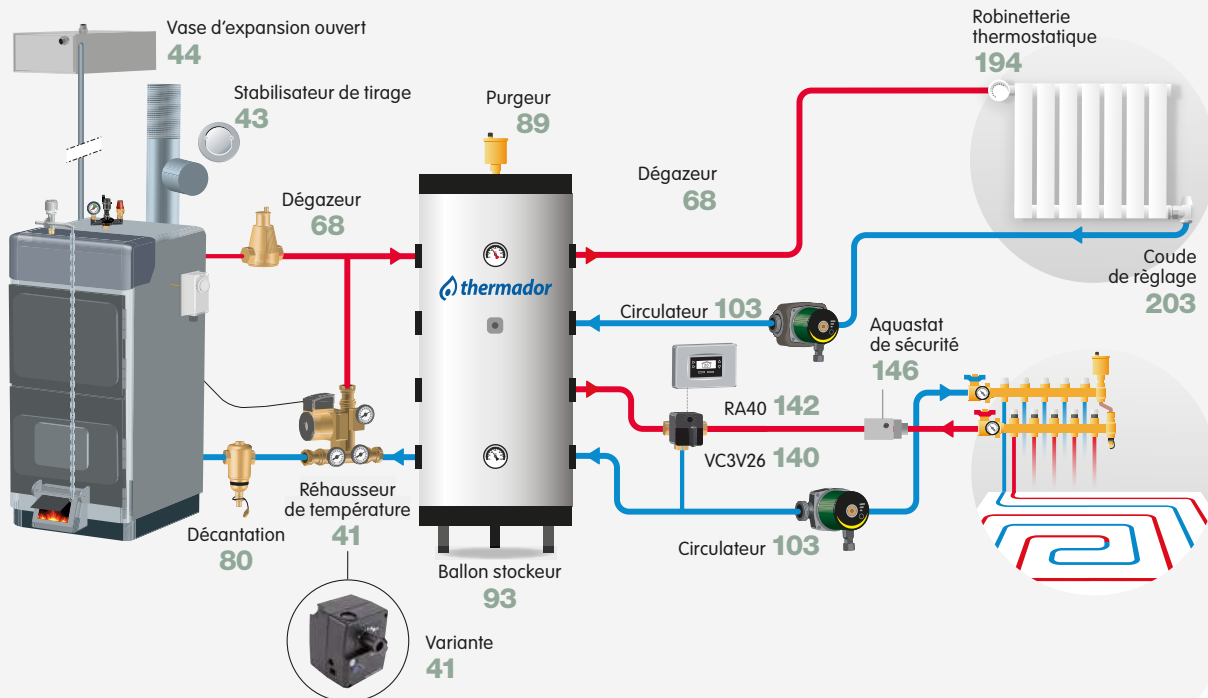 Vase d'expansion ouvert
44
Stabilisateur de tirage
43
Purgeur
89
Robinetterie
thermostatique
194
Dégazeur
68
Dégazeur
68
thermador
Circulateur 103
Coude
de règlage
203
Aquastat
de sécurité
146
RA40 142
VC3V26 140
Circulateur 103
Décantation
80
Réhausseur
de température
41
Ballon stockeur
93
Variante
41